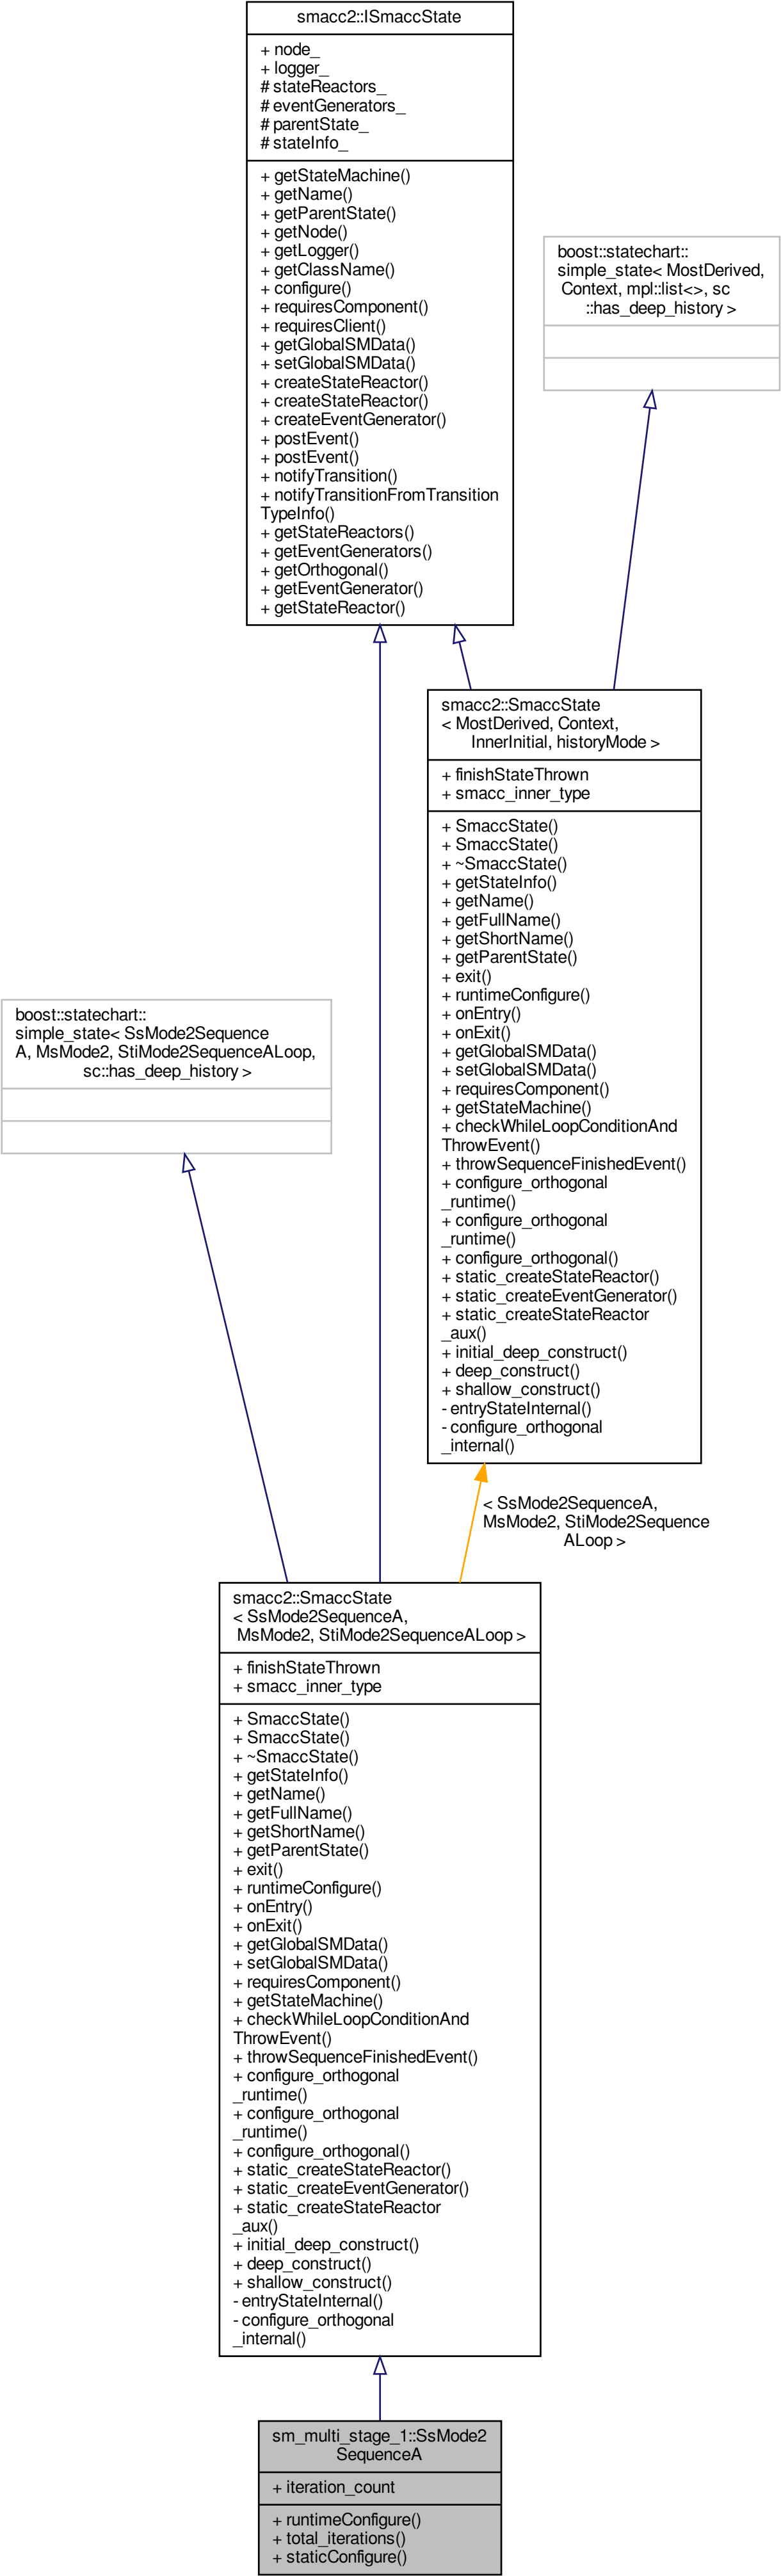 smacc2::ISmaccState
+ node_
+ logger_
# stateReactors_
# eventGenerators_
# parentState_
# stateInfo_
+ getStateMachine()
+ getName()
+ getParentState()
+ getNode()
+ getLogger()
+ getClassName()
+ configure()
+ requiresComponent()
+ requiresClient()
+ getGlobalSMData()
+ setGlobalSMData()
+ createStateReactor()
+ createStateReactor()
+ createEventGenerator()
+ postEvent()
+ postEvent()
+ notifyTransition()
+ notifyTransitionFromTransition
TypeInfo()
+ getStateReactors()
+ getEventGenerators()
+ getOrthogonal()
+ getEventGenerator()
+ getStateReactor()
boost::statechart::
simple_state< MostDerived,
Context, mpl::list<>, sc
::has_deep_history >
smacc2::SmaccState
< MostDerived, Context,
InnerInitial, historyMode >
+ finishStateThrown
+ smacc_inner_type
+ SmaccState()
+ SmaccState()
+ ~SmaccState()
+ getStateInfo()
+ getName()
+ getFullName()
+ getShortName()
+ getParentState()
+ exit()
+ runtimeConfigure()
+ onEntry()
+ onExit()
+ getGlobalSMData()
+ setGlobalSMData()
+ requiresComponent()
+ getStateMachine()
+ checkWhileLoopConditionAnd
ThrowEvent()
+ throwSequenceFinishedEvent()
+ configure_orthogonal
_runtime()
+ configure_orthogonal
_runtime()
+ configure_orthogonal()
+ static_createStateReactor()
+ static_createEventGenerator()
+ static_createStateReactor
_aux()
+ initial_deep_construct()
+ deep_construct()
+ shallow_construct()
- entryStateInternal()
- configure_orthogonal
_internal()
boost::statechart::
simple_state< SsMode2Sequence
A, MsMode2, StiMode2SequenceALoop,
sc::has_deep_history >
< SsMode2SequenceA,
MsMode2, StiMode2Sequence
ALoop >
smacc2::SmaccState
< SsMode2SequenceA,
MsMode2, StiMode2SequenceALoop >
+ finishStateThrown
+ smacc_inner_type
+ SmaccState()
+ SmaccState()
+ ~SmaccState()
+ getStateInfo()
+ getName()
+ getFullName()
+ getShortName()
+ getParentState()
+ exit()
+ runtimeConfigure()
+ onEntry()
+ onExit()
+ getGlobalSMData()
+ setGlobalSMData()
+ requiresComponent()
+ getStateMachine()
+ checkWhileLoopConditionAnd
ThrowEvent()
+ throwSequenceFinishedEvent()
+ configure_orthogonal
_runtime()
+ configure_orthogonal
_runtime()
+ configure_orthogonal()
+ static_createStateReactor()
+ static_createEventGenerator()
+ static_createStateReactor
_aux()
+ initial_deep_construct()
+ deep_construct()
+ shallow_construct()
- entryStateInternal()
- configure_orthogonal
_internal()
sm_multi_stage_1::SsMode2
SequenceA
+ iteration_count
+ runtimeConfigure()
+ total_iterations()
+ staticConfigure()